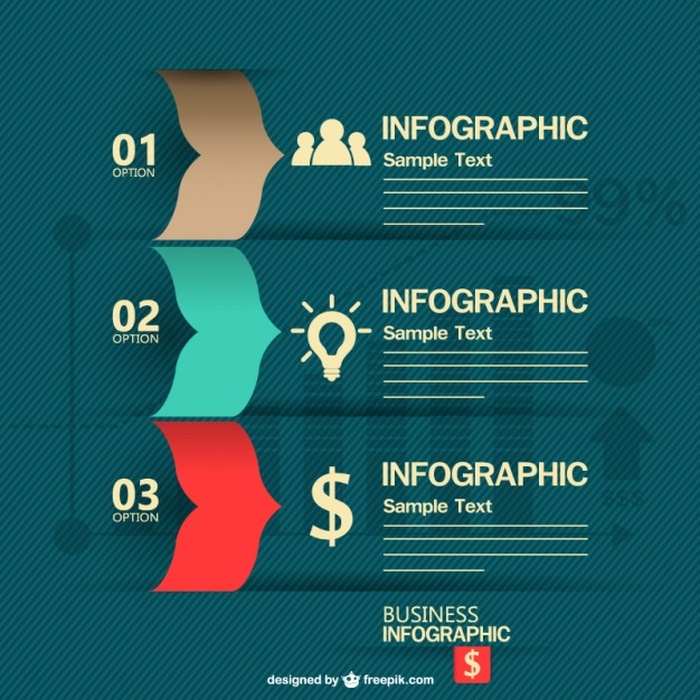 01
OPTION
INFOGRAPHIC
Sample Text
9%
02
OPTION
INFOGRAPHIC
Sample Text
03
OPTION
$
INFOGRAPHIC
Sample Text
$$$
BUSINESS
INFOGRAPHIC
$
designed by freepik.com